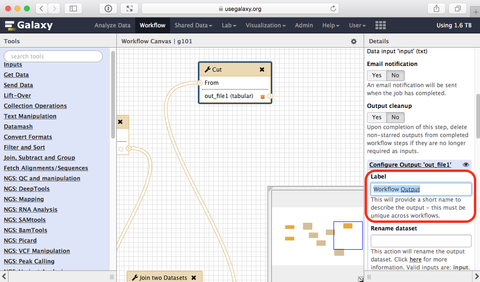 usegalaxy.org
Galaxy
Analyze Data
Workflow
Shared Data
Lab
Visualization
Admin
Help
User
Using 1.6 TB
Tools
search tools
Inputs
Get Data
Send Data
Lift-Over
Collection Operations
Text Manipulation
Datamash
Convert Formats
Filter and Sort
Join, Subtract and Group
Fetch Alignments/Sequences
NGS: QC and manipulation
NGS: DeepTools
NGS: Mapping
NGS: RNA Analysis
NGS: SAMtools
NGS: BamTools
NGS: Picard
NGS: VCF Manipulation
NGS: Peak Calling
Workflow Canvas | g101
Cut
From
out_file1 (tabular)
Join two Datasets
Details
Data input 'input' (txt)
Email notification
Yes No
An email notification will be sent
when the job has completed.
Output cleanup
Yes No
Upon completion of this step, delete
non-starred outputs from completed
workflow steps if they are no longer
required as inputs.
Configure Output: 'out_file1'
Label
Workflow Output
This will provide a short name to
describe the output - this must be
unique across workflows.
Rename dataset
This action will rename the output
dataset. Click here for more
information. Valid inputs are: input.